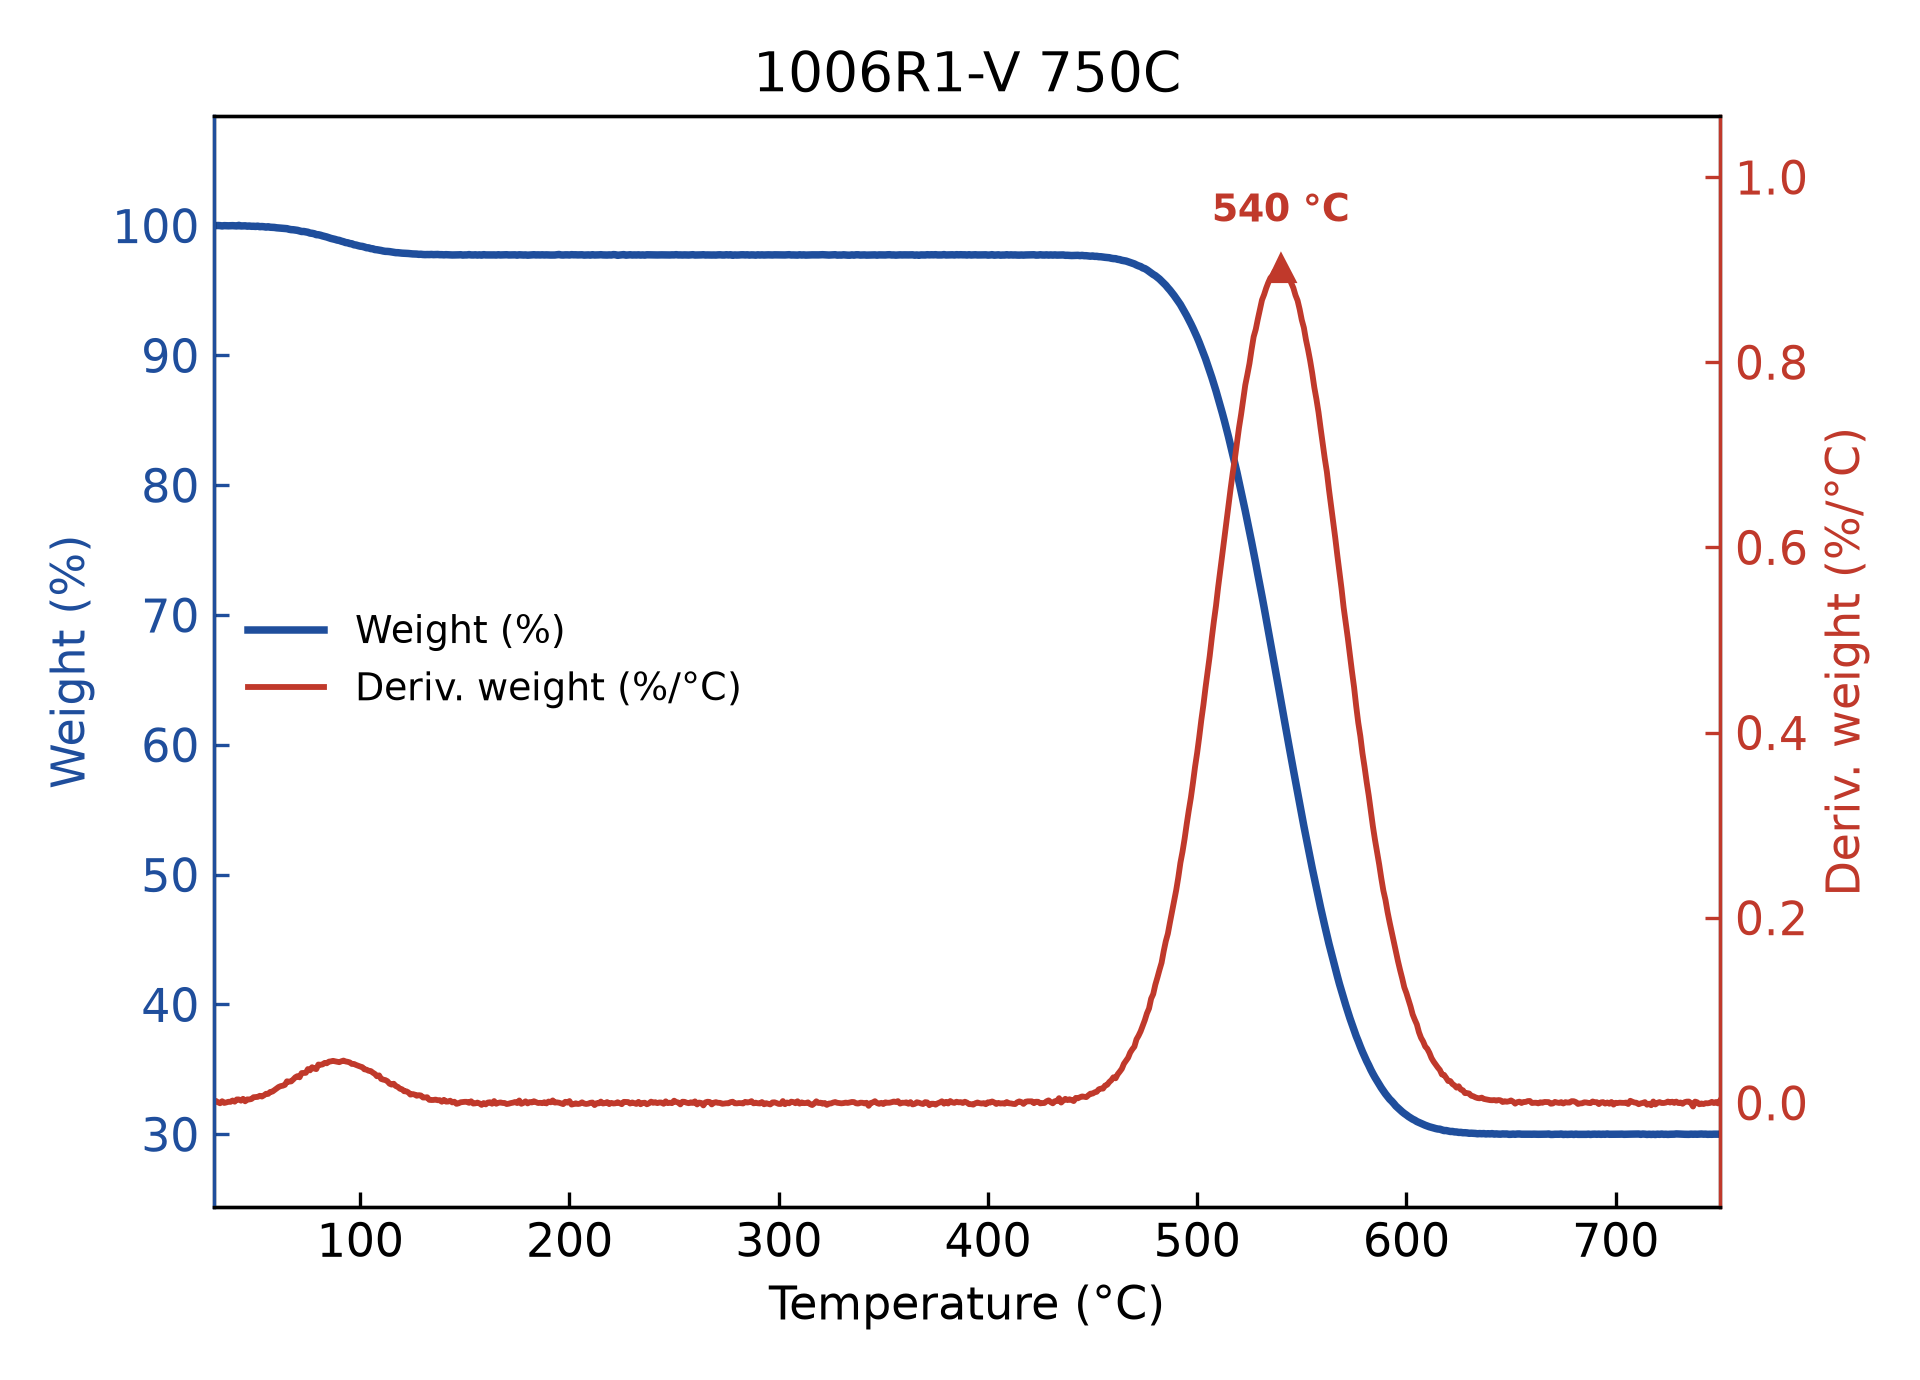 1006R1-V 750C
540 °C
Weight (%)
100
90
80
70
60
50
40
30
Weight (%)
Deriv. weight (%/°C)
1.0
0.8
0.6
0.4
0.2
0.0
Deriv. weight (%/°C)
100 200 300 400 500 600 700
Temperature (°C)